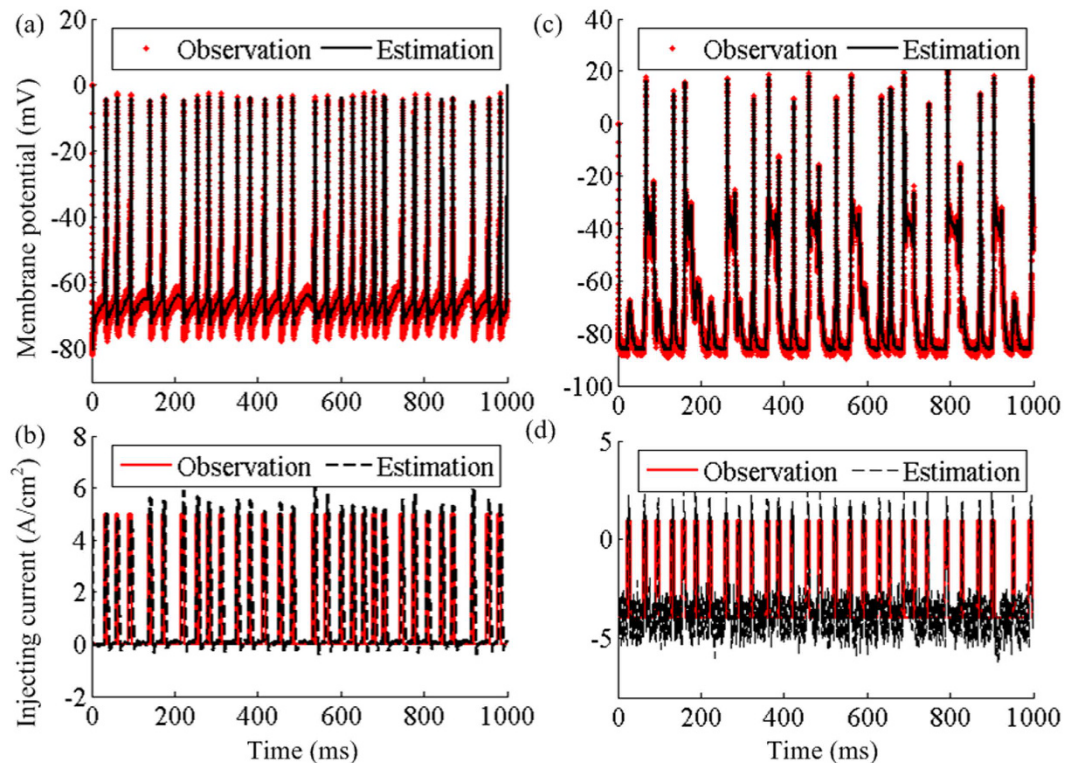 (a)
20
Observation
Estimation
0
-20
-40
-60
-80
0
200
400
600
800
1000
Membrane potential (mV)
(c)
40
Observation
Estimation
20
0
-20
-40
-60
-80
-100
0
200
400
600
800
1000
(b)
8
Observation
Estimation
6
4
2
0
-2
0
200
400
600
800
1000
Injecting current (A/cm²)
Time (ms)
(d)
5
Observation
Estimation
0
-5
0
200
400
600
800
1000
Time (ms)